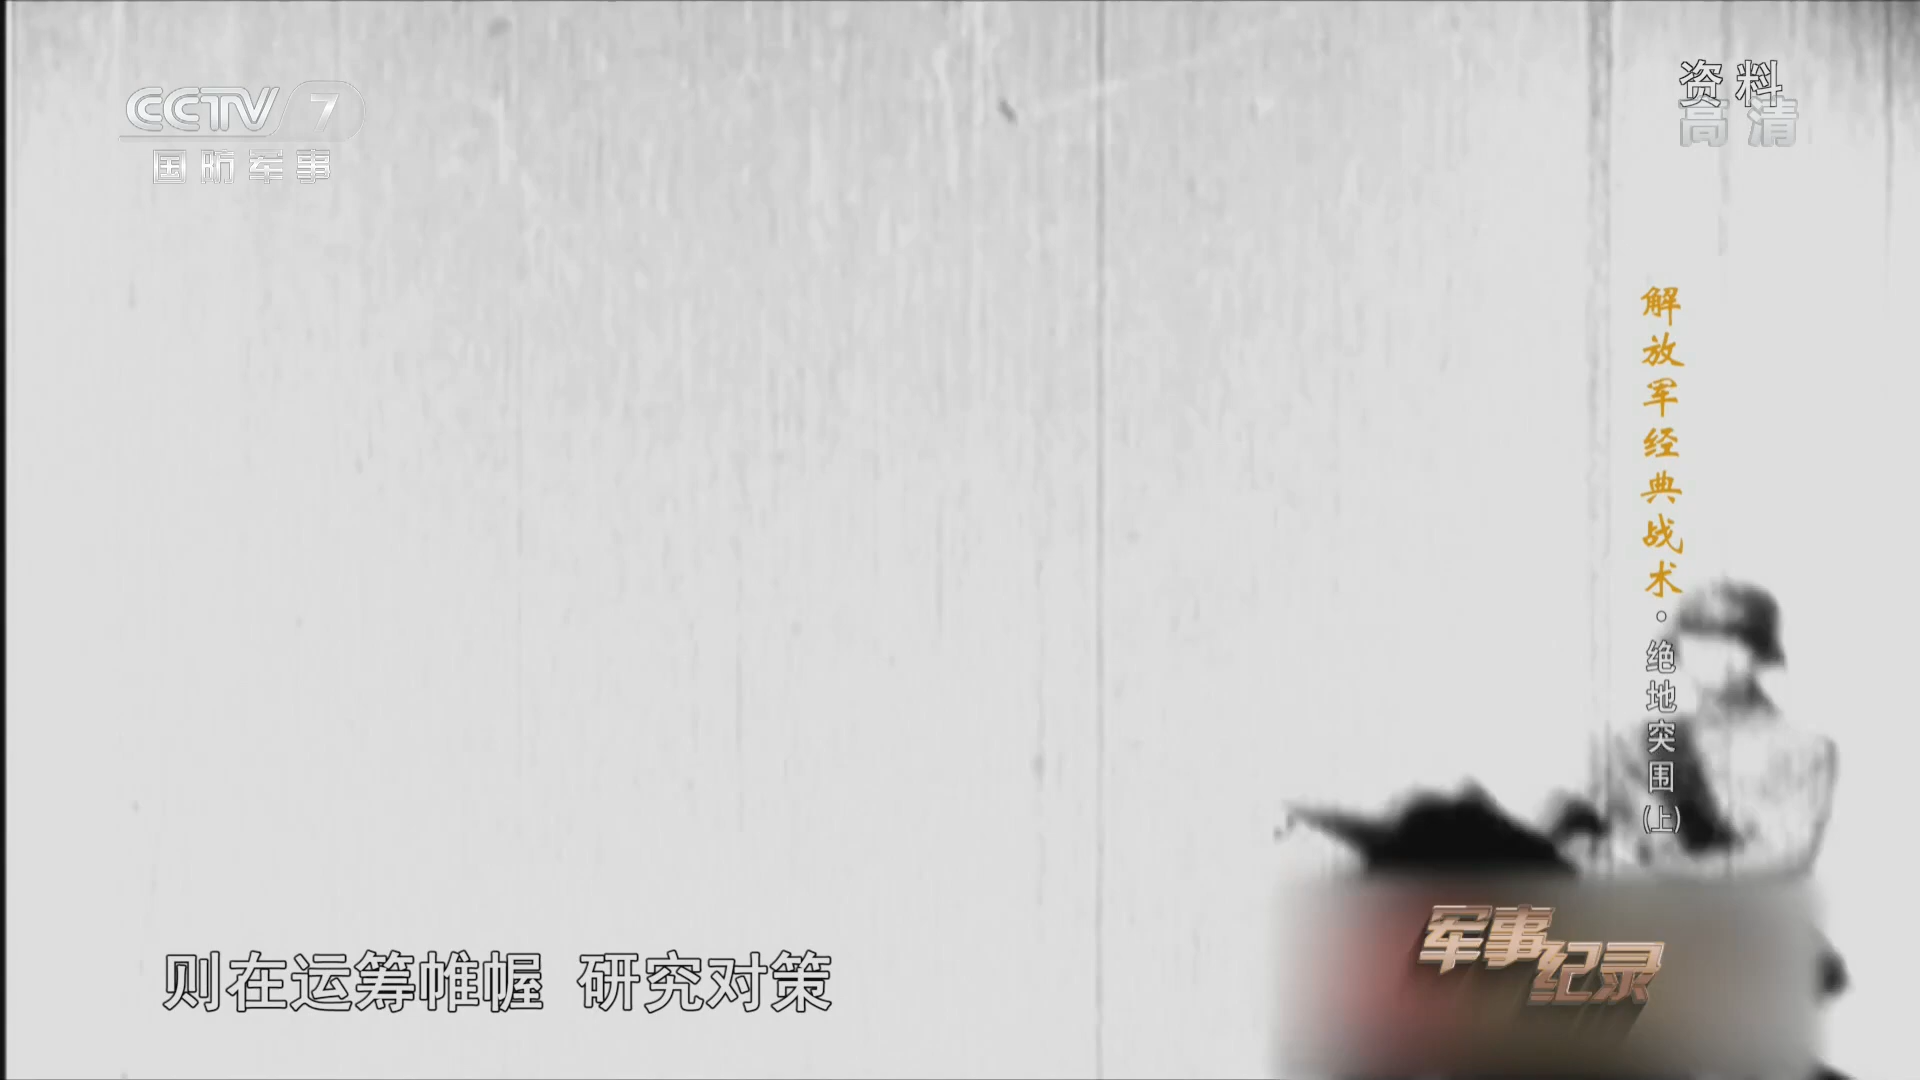 CCTV 7
国防军事
资料
高清
解放军经典战术·绝地突围(上)
军事纪录
则在运筹帷幄 研究对策